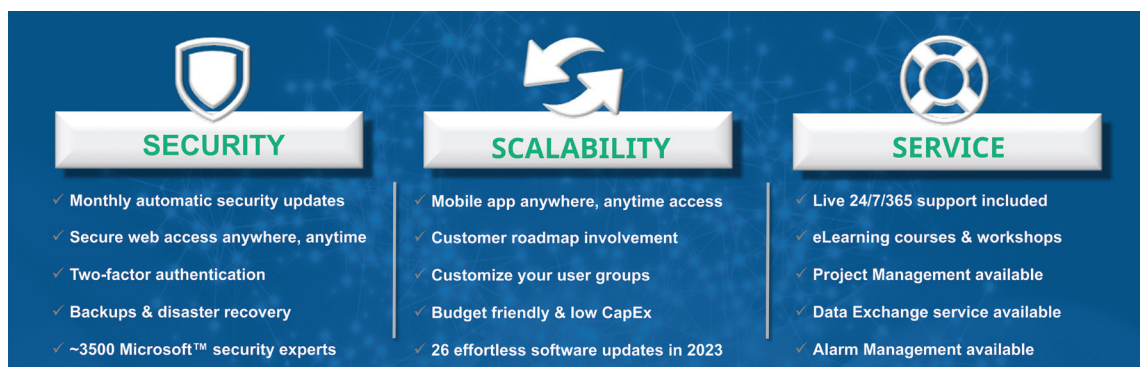 SECURITY
✓ Monthly automatic security updates
✓ Secure web access anywhere, anytime
✓ Two-factor authentication
✓ Backups & disaster recovery
✓ ~3500 Microsoft™ security experts
SCALABILITY
✓ Mobile app anywhere, anytime access
✓ Customer roadmap involvement
✓ Customize your user groups
✓ Budget friendly & low CapEx
✓ 26 effortless software updates in 2023
SERVICE
✓ Live 24/7/365 support included
✓ eLearning courses & workshops
✓ Project Management available
✓ Data Exchange service available
✓ Alarm Management available